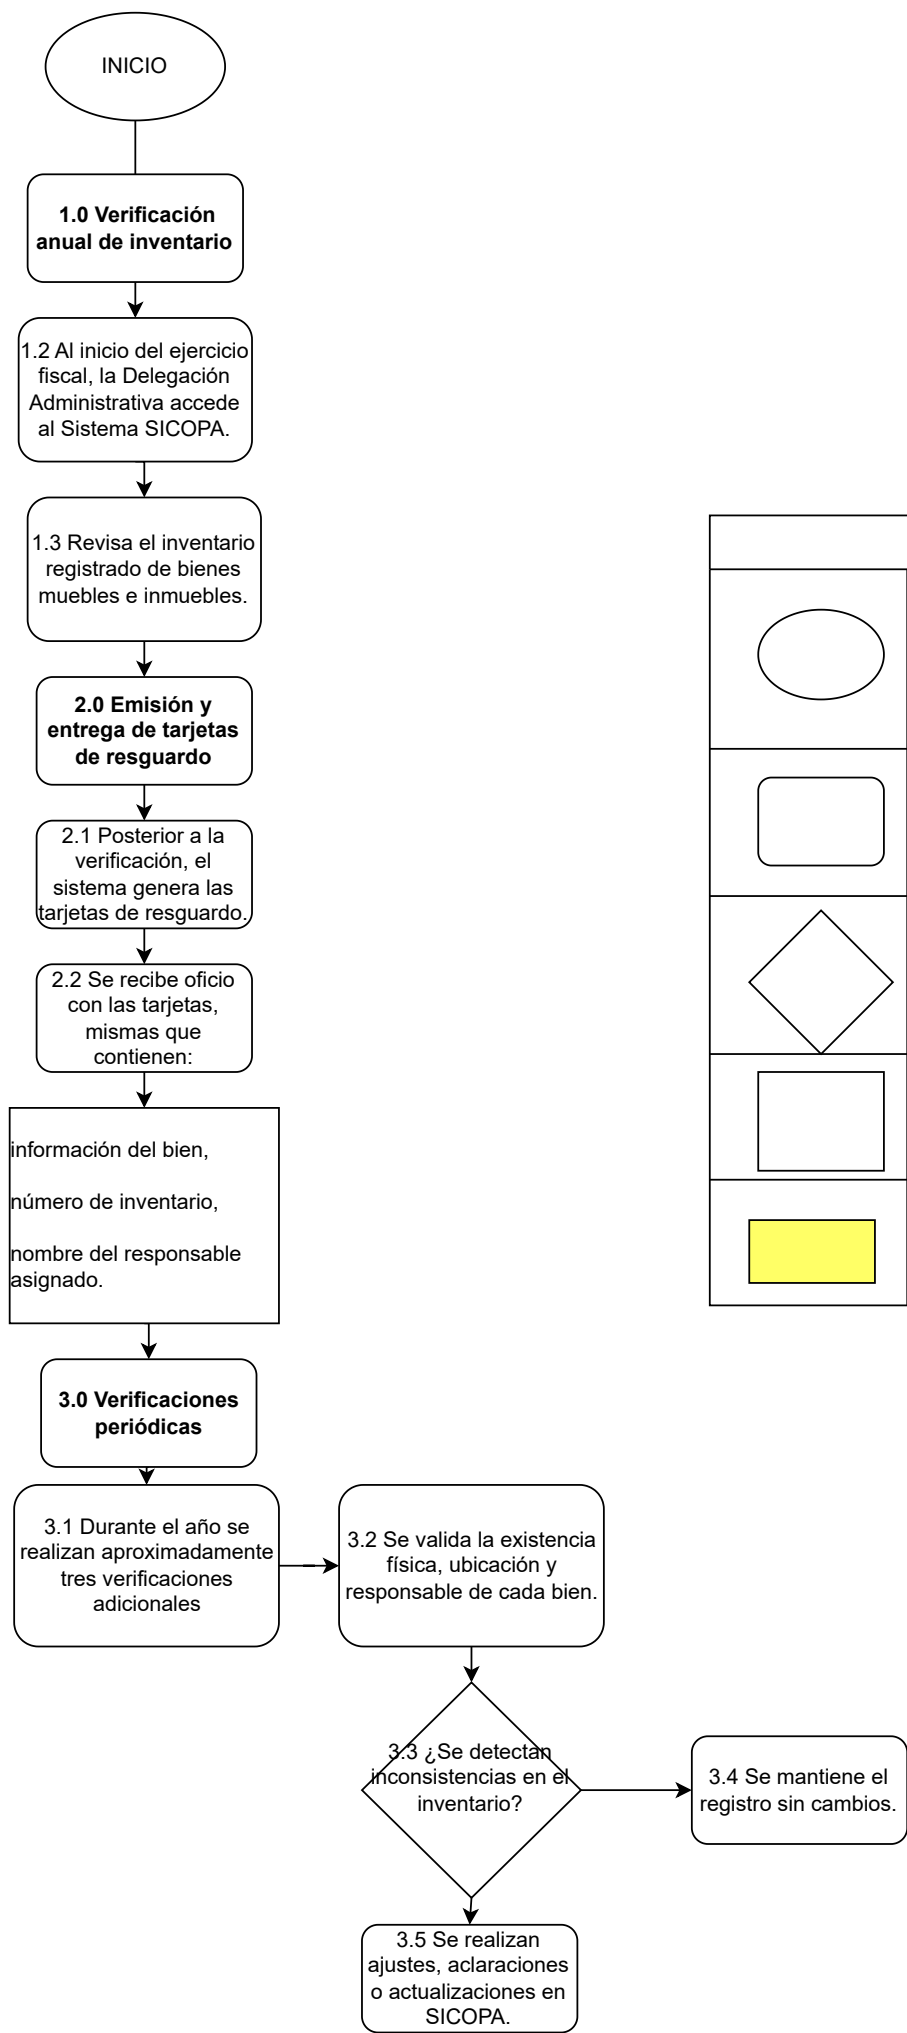 INICIO
1.0 Verificación
anual de inventario
1.2 Al inicio del ejercicio
fiscal, la Delegación
Administrativa accede
al Sistema SICOPA.
1.3 Revisa el inventario
registrado de bienes
muebles e inmuebles.
2.0 Emisión y
entrega de tarjetas
de resguardo
2.1 Posterior a la
verificación, el
sistema genera las
tarjetas de resguardo.
2.2 Se recibe oficio
con las tarjetas,
mismas que
contienen:
información del bien,
número de inventario,
nombre del responsable
asignado.
3.0 Verificaciones
periódicas
3.1 Durante el año se
realizan aproximadamente
tres verificaciones
adicionales
3.2 Se valida la existencia
física, ubicación y
responsable de cada bien.
3.3 ¿Se detectan
inconsistencias en el
inventario?
3.4 Se mantiene el
registro sin cambios.
3.5 Se realizan
ajustes, aclaraciones
o actualizaciones en
SICOPA.